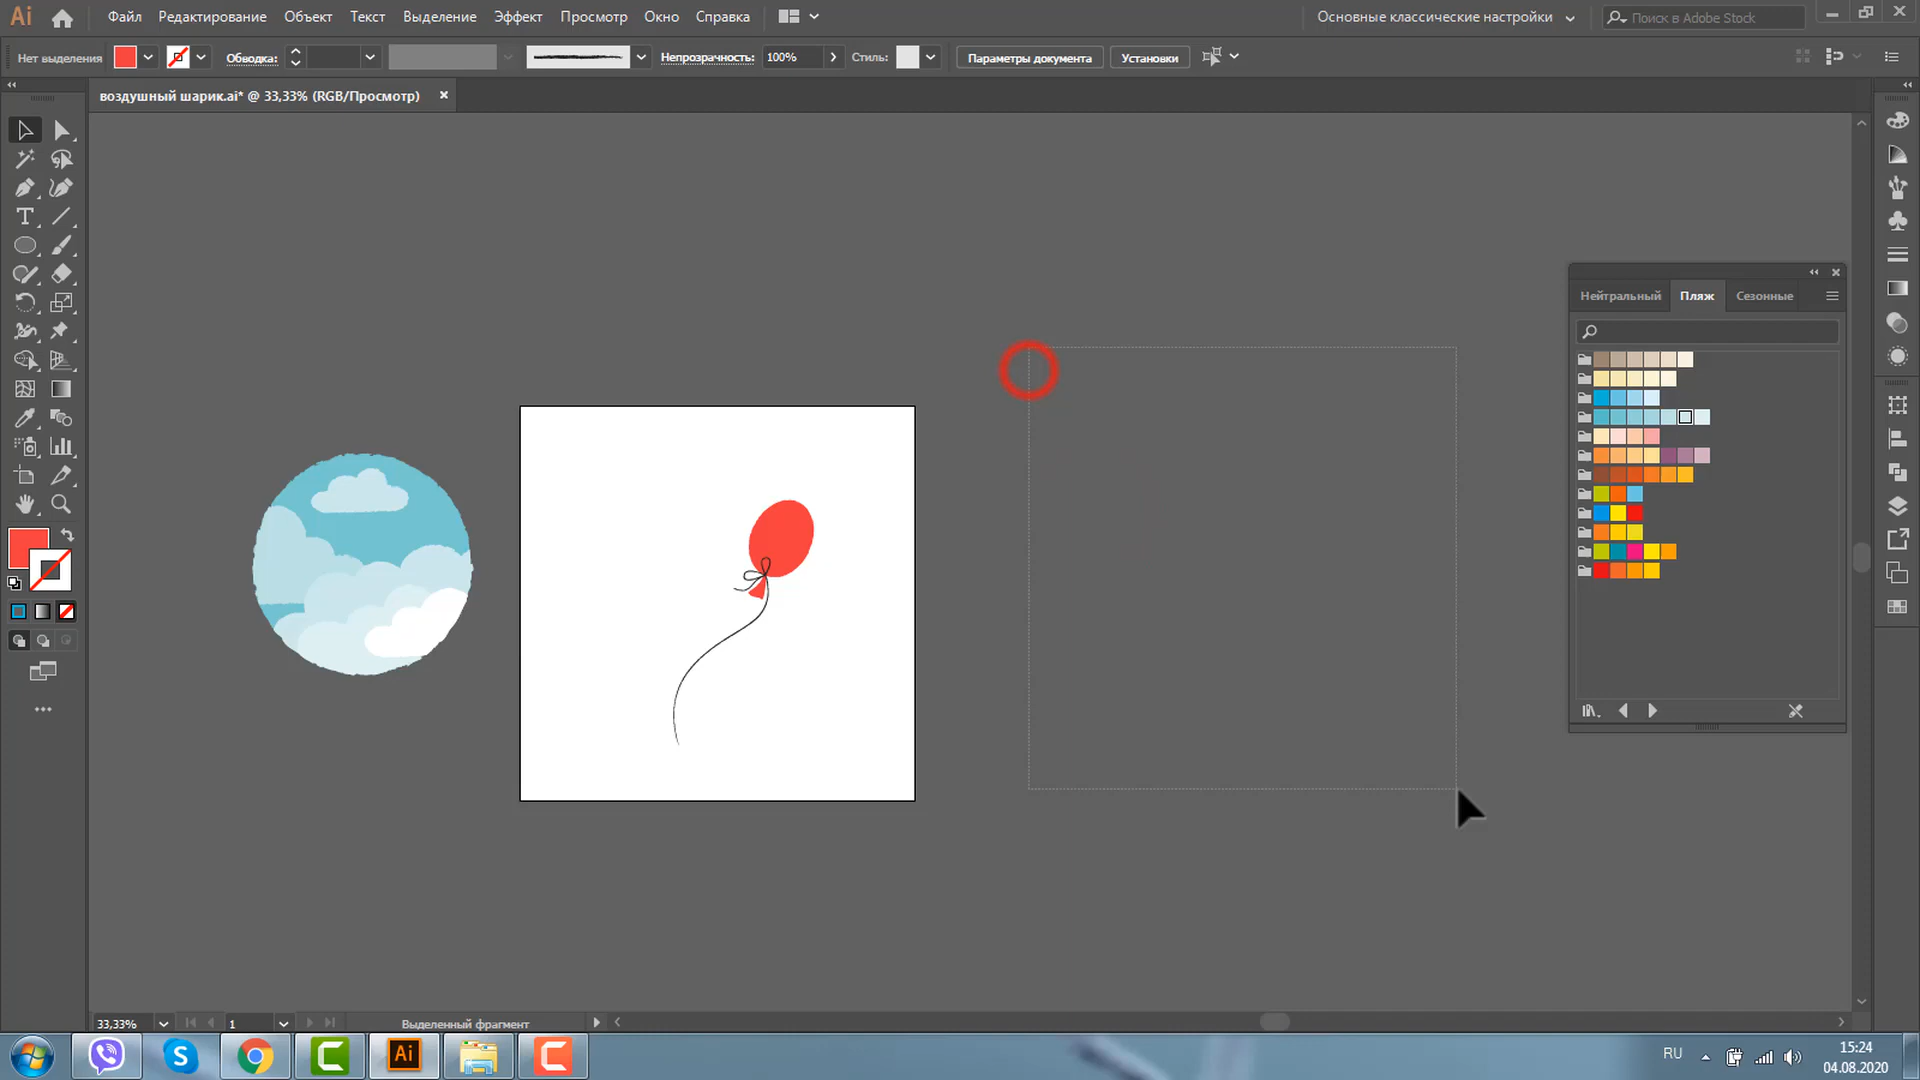 Ai Файл Редактирование Объект Текст Выделение Эффект Просмотр Окно Справка Основные классические настройки Поиск в Adobe Stock
Нет выделения Обводка: Непрозрачность: 100% Стиль: Параметры документа Установки
воздушный шарик.ai* @ 33,33% (RGB/Просмотр)
Нейтральный Пляж Сезонные
33,33% 1 Выделенный фрагмент
Ai RU 15:24
04.08.2020